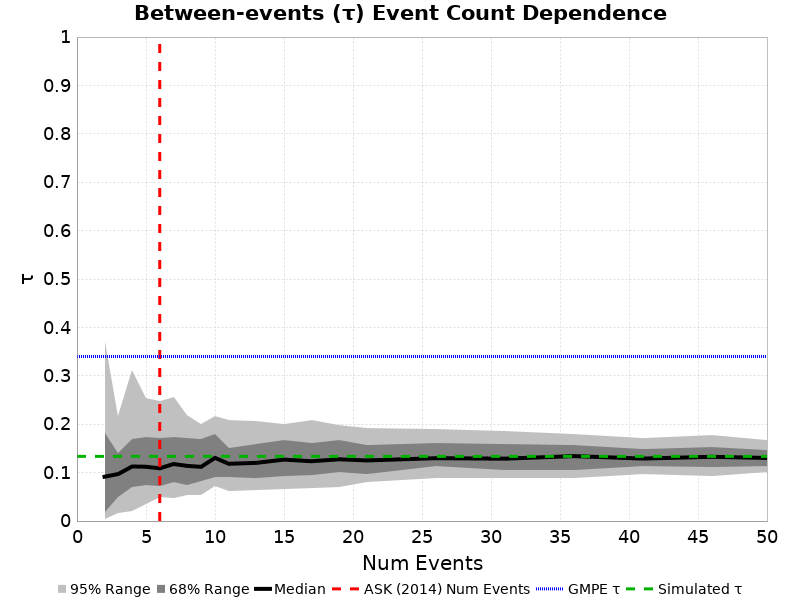 Between-events (τ) Event Count Dependence
1
0.9
0.8
0.7
0.6
0.5
0.4
0.3
0.2
0.1
0
τ
0 5 10 15 20 25 30 35 40 45 50
Num Events
95% Range 68% Range Median ASK (2014) Num Events GMPE τ Simulated τ